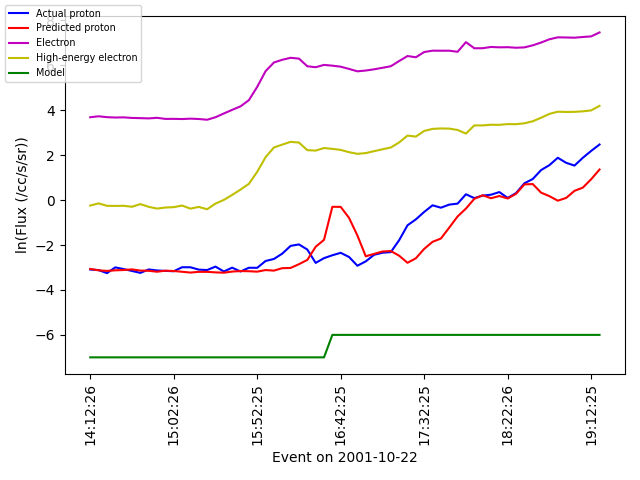 Actual proton
Predicted proton
Electron
High-energy electron
Model
4
2
0
−2
−4
−6
ln(Flux (/cc/s/sr))
14:12:26
15:02:26
15:52:25
16:42:25
17:32:25
18:22:26
19:12:25
Event on 2001-10-22